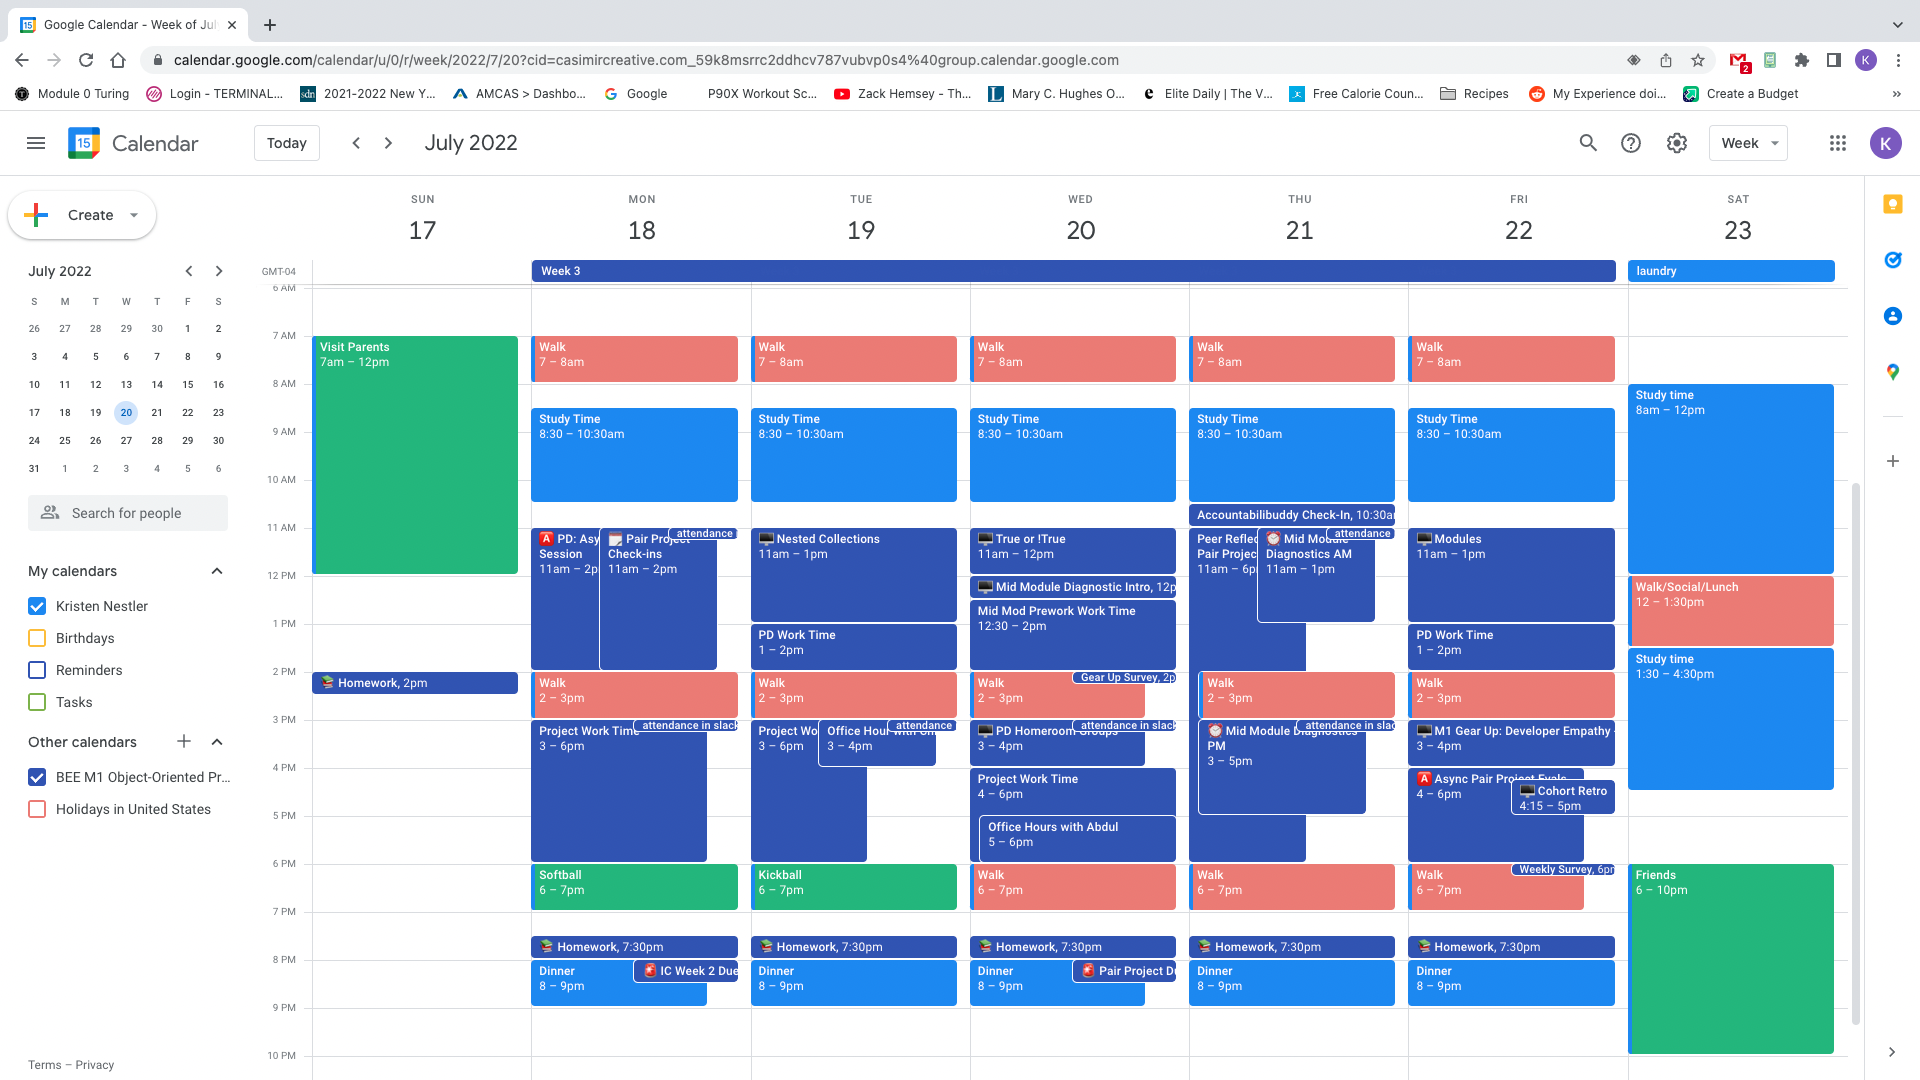 Google Calendar - Week of Jul
calendar.google.com/calendar/u/0/r/week/2022/7/20?cid=casimircreative.com_59k8msrrc2ddhcv787vubvp0s4%40group.calendar.google.com
2
K
Module 0 Turing
Login - TERMINAL...
sdn
2021-2022 New Y...
AMCAS > Dashbo...
Google
P90X Workout Sc...
Zack Hemsey - Th...
Mary C. Hughes O...
Elite Daily | The V...
Free Calorie Coun...
Recipes
My Experience doi...
Create a Budget
15
Calendar
Today
July 2022
Week
K
Create
July 2022
S M T W T F S
26 27 28 29 30 1 2
3 4 5 6 7 8 9
10 11 12 13 14 15 16
17 18 19 20 21 22 23
24 25 26 27 28 29 30
31 1 2 3 4 5 6
Search for people
My calendars
Kristen Nestler
Birthdays
Reminders
Tasks
Other calendars
BEE M1 Object-Oriented Pr...
Holidays in United States
Terms – Privacy
SUN MON TUE WED THU FRI SAT
17 18 19 20 21 22 23
GMT-04
Week 3
laundry
6 AM
7 AM
8 AM
9 AM
10 AM
11 AM
12 PM
1 PM
2 PM
3 PM
4 PM
5 PM
6 PM
7 PM
8 PM
9 PM
10 PM
Visit Parents
7am – 12pm
Homework, 2pm
Walk
7 – 8am
Study Time
8:30 – 10:30am
PD: Asy
Session
11am – 2p
Pair Project
Check-ins
11am – 2pm
attendance
Walk
2 – 3pm
Project Work Time
3 – 6pm
attendance in slack
Softball
6 – 7pm
Homework, 7:30pm
Dinner
8 – 9pm
IC Week 2 Due
Walk
7 – 8am
Study Time
8:30 – 10:30am
Nested Collections
11am – 1pm
PD Work Time
1 – 2pm
Walk
2 – 3pm
Project Wo
3 – 6pm
Office Hour with
3 – 4pm
attendance
Kickball
6 – 7pm
Homework, 7:30pm
Dinner
8 – 9pm
Walk
7 – 8am
Study Time
8:30 – 10:30am
True or !True
11am – 12pm
Mid Module Diagnostic Intro, 12p
Mid Mod Prework Work Time
12:30 – 2pm
Walk
2 – 3pm
Gear Up Survey, 2p
PD Homeroom Groups
3 – 4pm
attendance in slack
Project Work Time
4 – 6pm
Office Hours with Abdul
5 – 6pm
Walk
6 – 7pm
Homework, 7:30pm
Dinner
8 – 9pm
Pair Project Du
Walk
7 – 8am
Study Time
8:30 – 10:30am
Accountabilibuddy Check-In, 10:30a
Peer Reflec
Pair Projec
11am – 6p
Mid Module
Diagnostics AM
11am – 1pm
attendance
Walk
2 – 3pm
Mid Module Diagnostics
PM
3 – 5pm
attendance in slac
Walk
6 – 7pm
Homework, 7:30pm
Dinner
8 – 9pm
Walk
7 – 8am
Study Time
8:30 – 10:30am
Modules
11am – 1pm
PD Work Time
1 – 2pm
Walk
2 – 3pm
M1 Gear Up: Developer Empathy
3 – 4pm
Async Pair Project Evals
4 – 6pm
Cohort Retro
4:15 – 5pm
Walk
6 – 7pm
Weekly Survey, 6pm
Homework, 7:30pm
Dinner
8 – 9pm
Study time
8am – 12pm
Walk/Social/Lunch
12 – 1:30pm
Study time
1:30 – 4:30pm
Friends
6 – 10pm